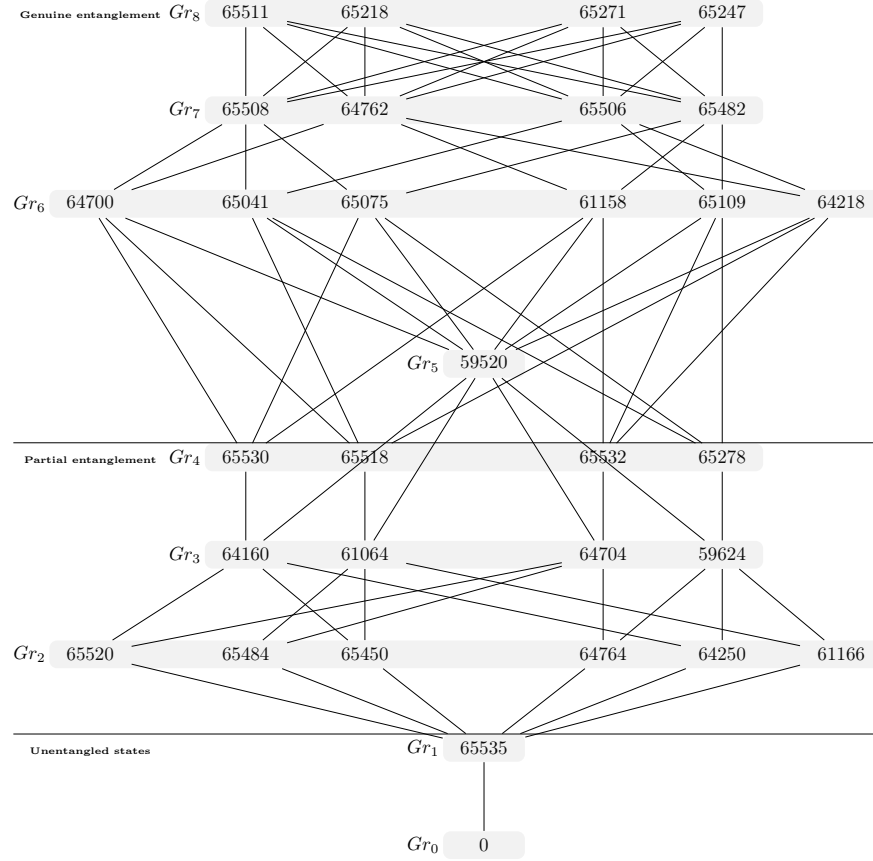 Genuine entanglement Gr8 65511 65218 65271 65247
Gr7 65508 64762 65506 65482
Gr6 64700 65041 65075 61158 65109 64218
Gr5 59520
Partial entanglement Gr4 65530 65518 65532 65278
Gr3 64160 61064 64704 59624
Gr2 65520 65484 65450 64764 64250 61166
Unentangled states Gr1 65535
Gr0 0